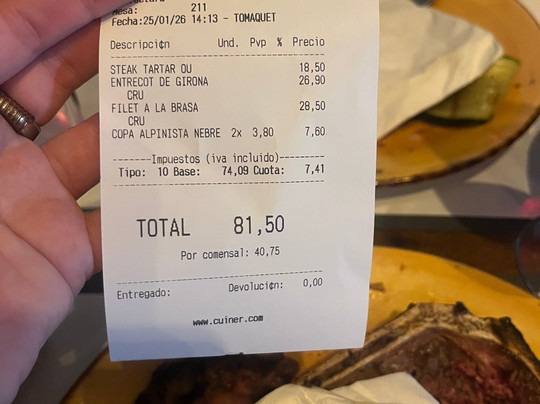 Mesa: 211
Fecha:25/01/26 14:13 - TOMAQUET
Descripci¢n Und. Pvp % Precio
STEAK TARTAR OU 18,50
ENTRECOT DE GIRONA 26,90
CRU
FILET A LA BRASA 28,50
CRU
COPA ALPINISTA NEBRE 2x 3,80 7,60
-------Impuestos (iva incluido)---------
Tipo: 10 Base: 74,09 Cuota: 7,41
TOTAL 81,50
Por comensal: 40,75
Entregado: Devoluci¢n: 0,00
www.cuiner.com